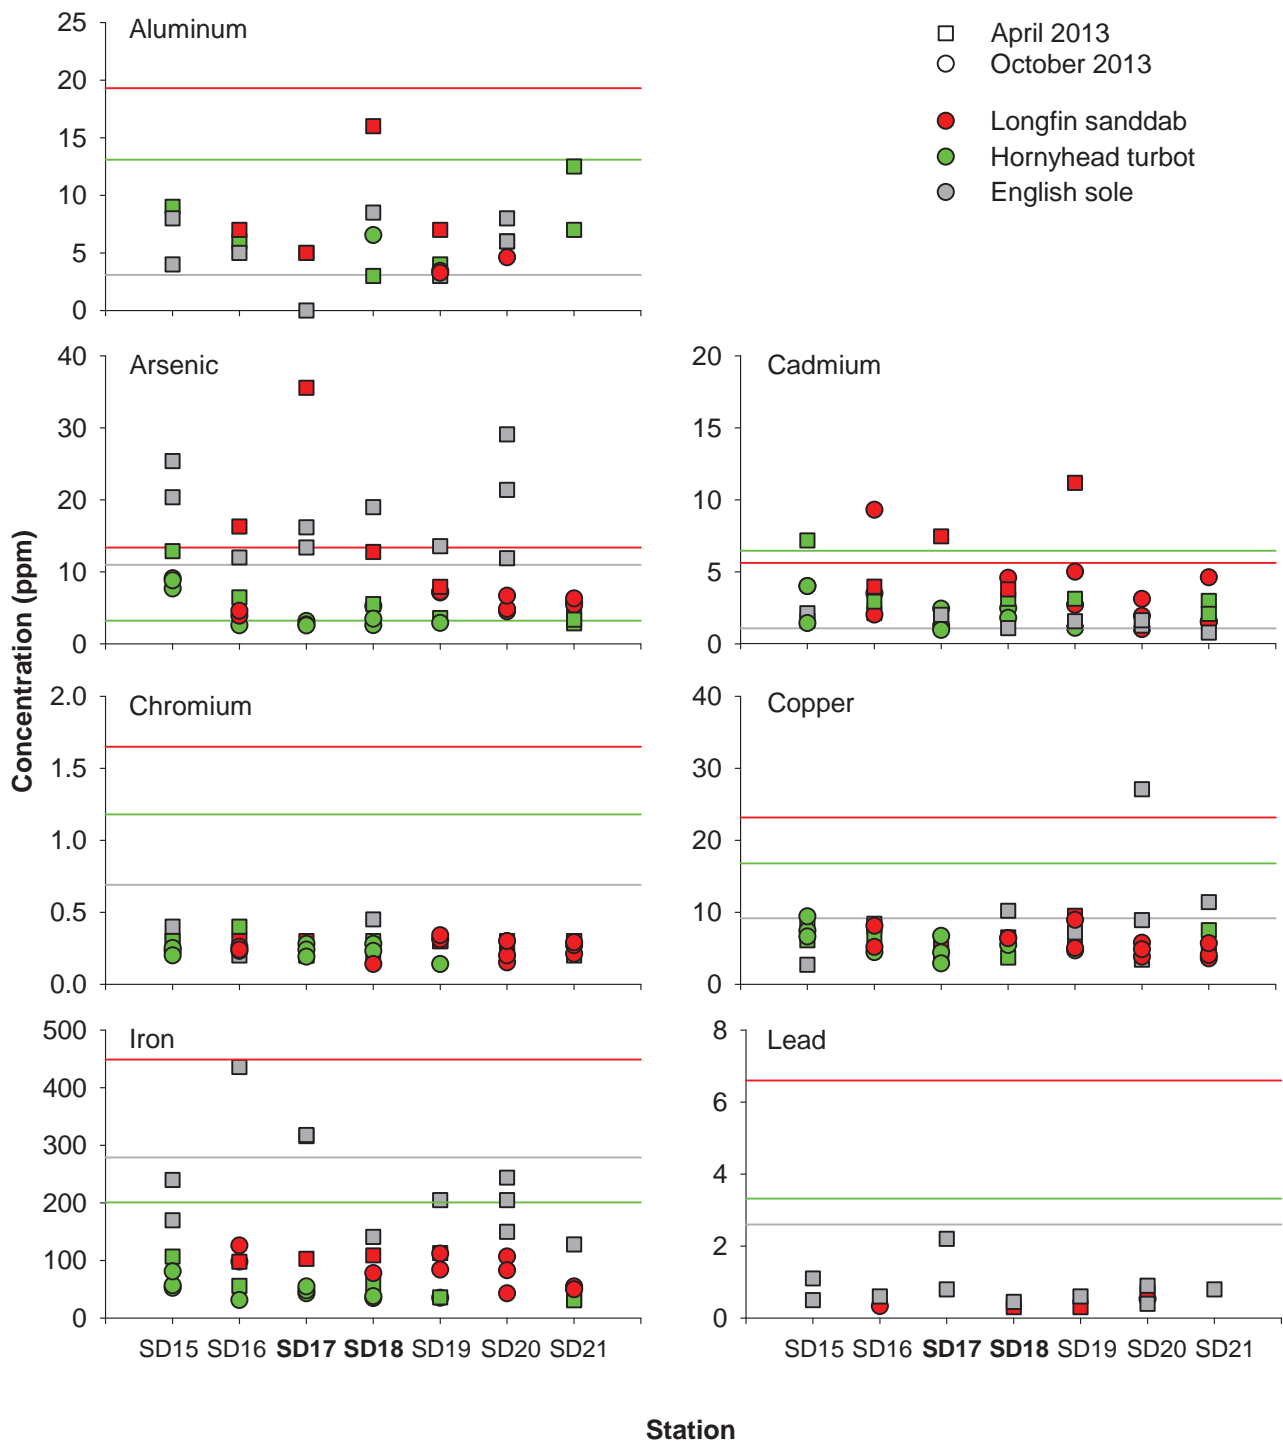 Aluminum
25
20
15
10
5
0
April 2013
October 2013
Longfin sanddab
Hornyhead turbot
English sole
Concentration (ppm)
Arsenic
40
30
20
10
0
Cadmium
20
15
10
5
0
Chromium
2.0
1.5
1.0
0.5
0.0
Copper
40
30
20
10
0
Iron
500
400
300
200
100
0
Lead
8
6
4
2
0
SD15 SD16 SD17 SD18 SD19 SD20 SD21
SD15 SD16 SD17 SD18 SD19 SD20 SD21
Station